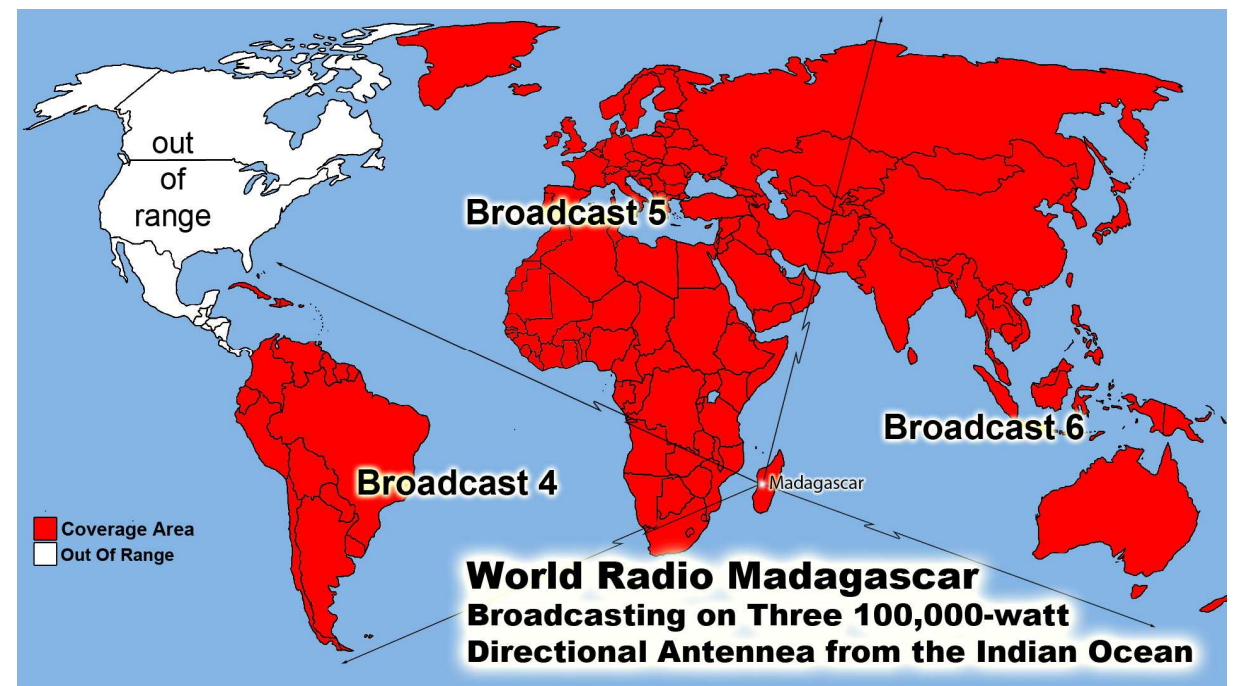 out
of
range
Broadcast 5
Broadcast 6
Broadcast 4
Madagascar
Coverage Area
Out Of Range
World Radio Madagascar
Broadcasting on Three 100,000-watt
Directional Antennea from the Indian Ocean